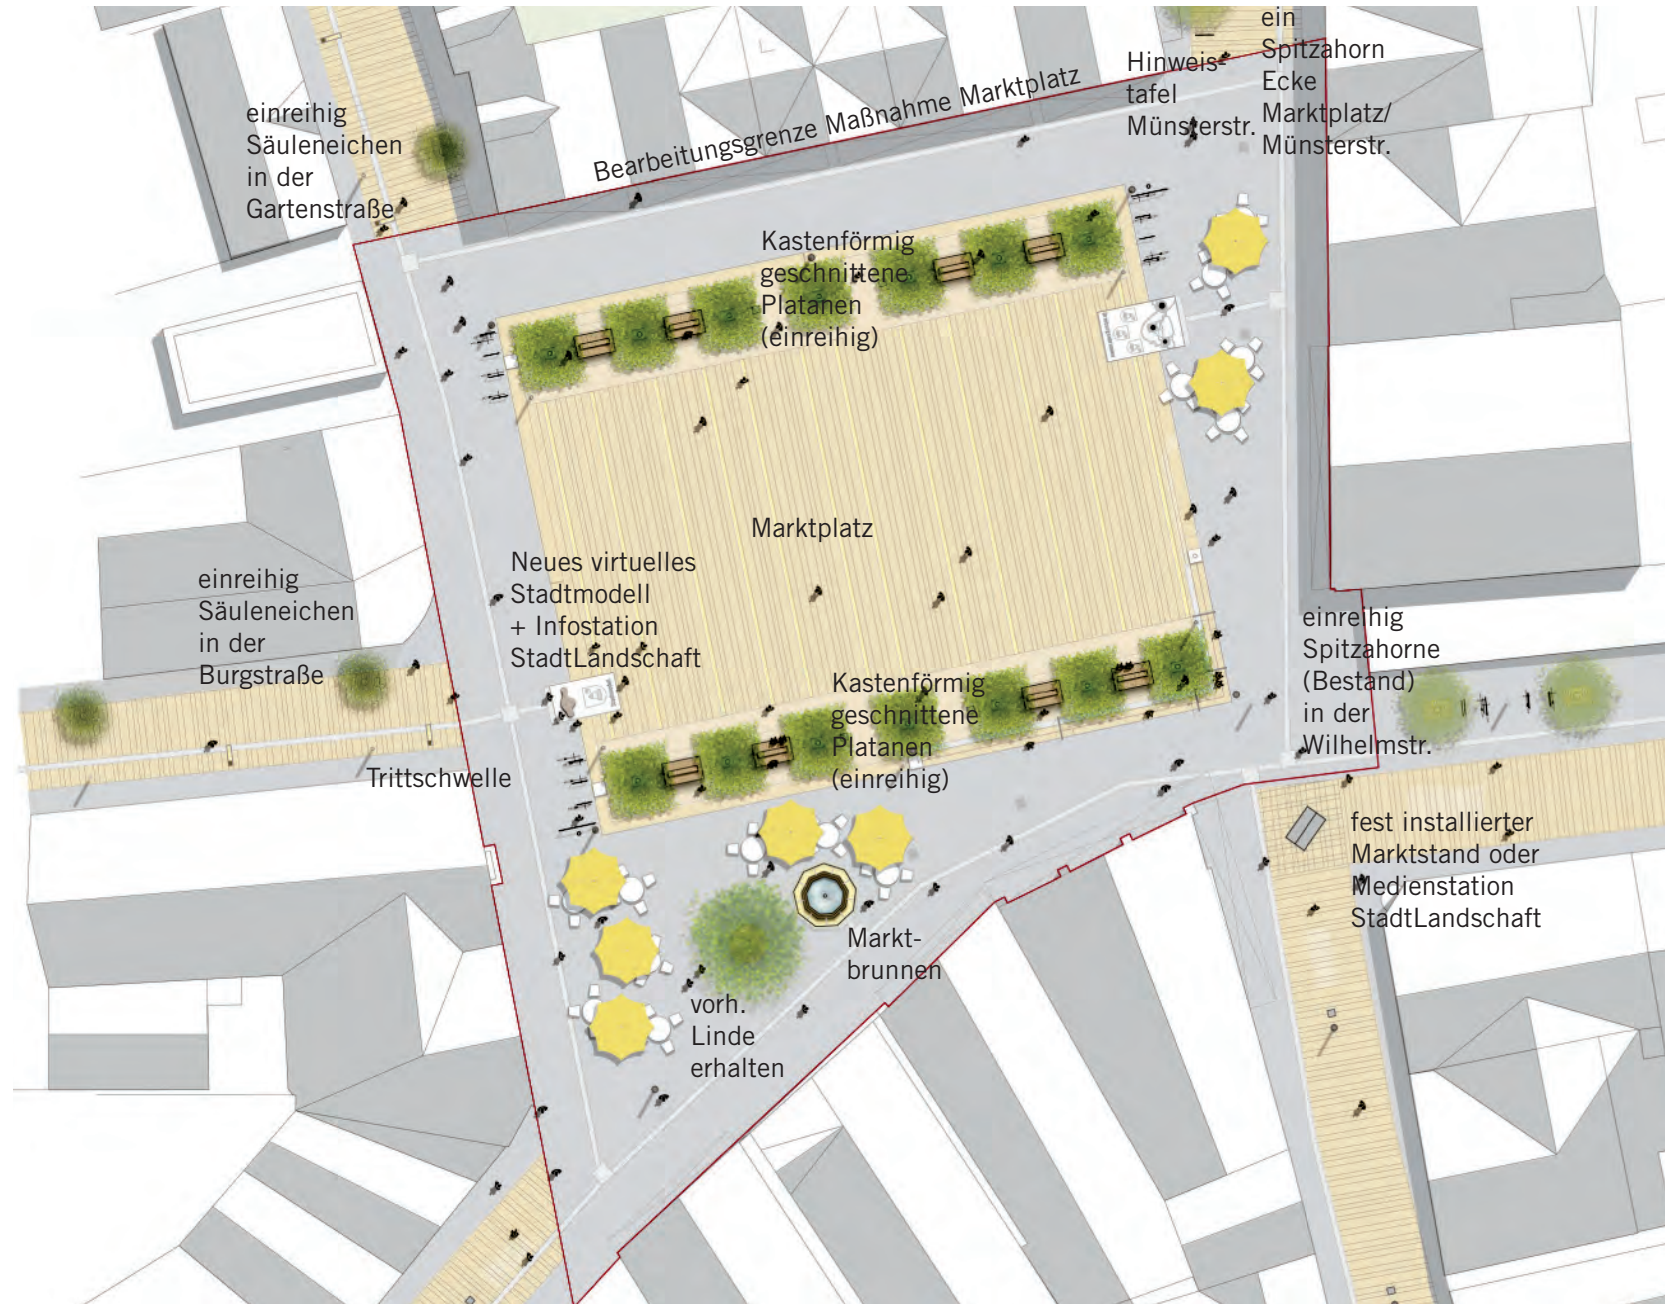 ein
Spitzahorn
Ecke
Marktplatz/
Münsterstr.
Hinweis-
tafel
Münsterstr.
Bearbeitungsgrenze Maßnahme Marktplatz
einreihig
Säuleneichen
in der
Gartenstraße
Kastenförmig
geschnittene
Platanen
(einreihig)
Marktplatz
Neues virtuelles
Stadtmodell
+ Infostation
StadtLandschaft
einreihig
Säuleneichen
in der
Burgstraße
einreihig
Spitzahorne
(Bestand)
in der
Wilhelmstr.
Kastenförmig
geschnittene
Platanen
(einreihig)
Trittschwelle
fest installierter
Marktstand oder
Medienstation
StadtLandschaft
Markt-
brunnen
vorh.
Linde
erhalten